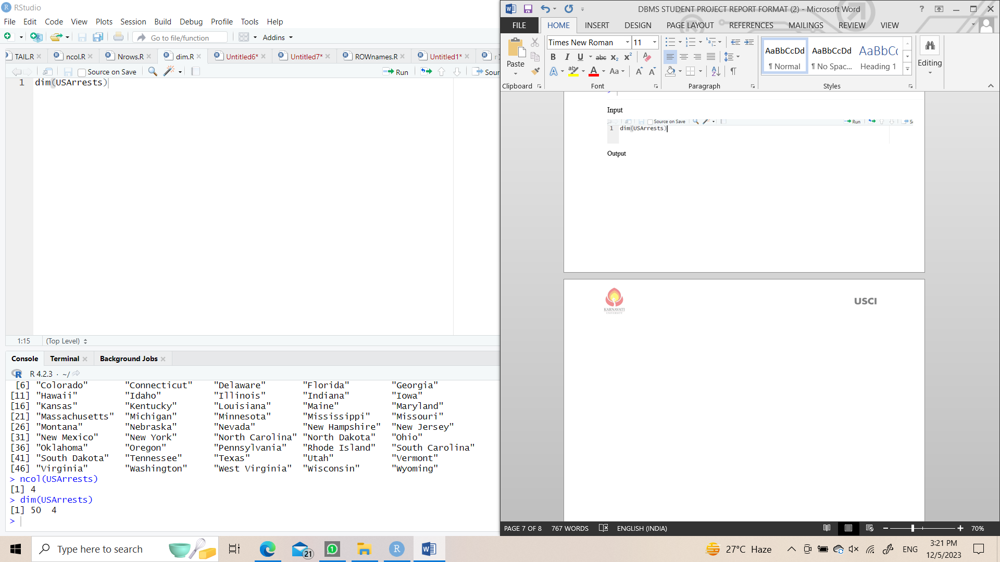 RStudio
File Edit Code View Plots Session Build Debug Profile Tools Help
Go to file/function Addins
TAIL.R ncol.R Nrows.R dim.R Untitled6* Untitled7* ROWnames.R Untitled1*
Source on Save Run Sour
1 dim(USArrests)
1:15 (Top Level)
Console Terminal Background Jobs
R 4.2.3 · ~/
[6] "Colorado" "Connecticut" "Delaware" "Florida" "Georgia"
[11] "Hawaii" "Idaho" "Illinois" "Indiana" "Iowa"
[16] "Kansas" "Kentucky" "Louisiana" "Maine" "Maryland"
[21] "Massachusetts" "Michigan" "Minnesota" "Mississippi" "Missouri"
[26] "Montana" "Nebraska" "Nevada" "New Hampshire" "New Jersey"
[31] "New Mexico" "New York" "North Carolina" "North Dakota" "Ohio"
[36] "Oklahoma" "Oregon" "Pennsylvania" "Rhode Island" "South Carolina"
[41] "South Dakota" "Tennessee" "Texas" "Utah" "Vermont"
[46] "Virginia" "Washington" "West Virginia" "Wisconsin" "Wyoming"
> ncol(USArrests)
[1] 4
> dim(USArrests)
[1] 50 4
>
DBMS STUDENT PROJECT REPORT FORMAT (2) - Microsoft Word
FILE HOME INSERT DESIGN PAGE LAYOUT REFERENCES MAILINGS REVIEW VIEW
Times New Roman 11
Paste
AaBbCcDd AaBbCcDd AaBbCc
¶ Normal ¶ No Spac... Heading 1
Editing
Clipboard Font Paragraph Styles
Input
Source on Save Run
1 dim(USArrests)
Output
KARNAVATI
UNIVERSITY
USCI
PAGE 7 OF 8 767 WORDS ENGLISH (INDIA) 70%
Type here to search
21
1
27°C Haze
ENG
3:21 PM
12/5/2023